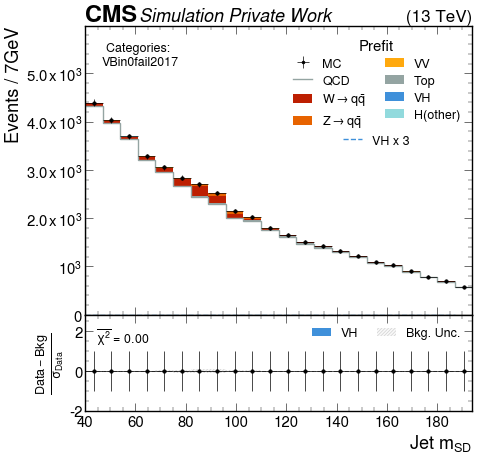 CMS Simulation Private Work (13 TeV)
Categories:
VBin0fail2017
Prefit
MC
QCD
W → qq̄
Z → qq̄
VV
Top
VH
H(other)
VH x 3
Events / 7GeV
5.0 x 10³
4.0 x 10³
3.0 x 10³
2.0 x 10³
10³
0
χ² = 0.00
VH
Bkg. Unc.
Data − Bkg
σData
2
0
-2
40 60 80 100 120 140 160 180
Jet mSD